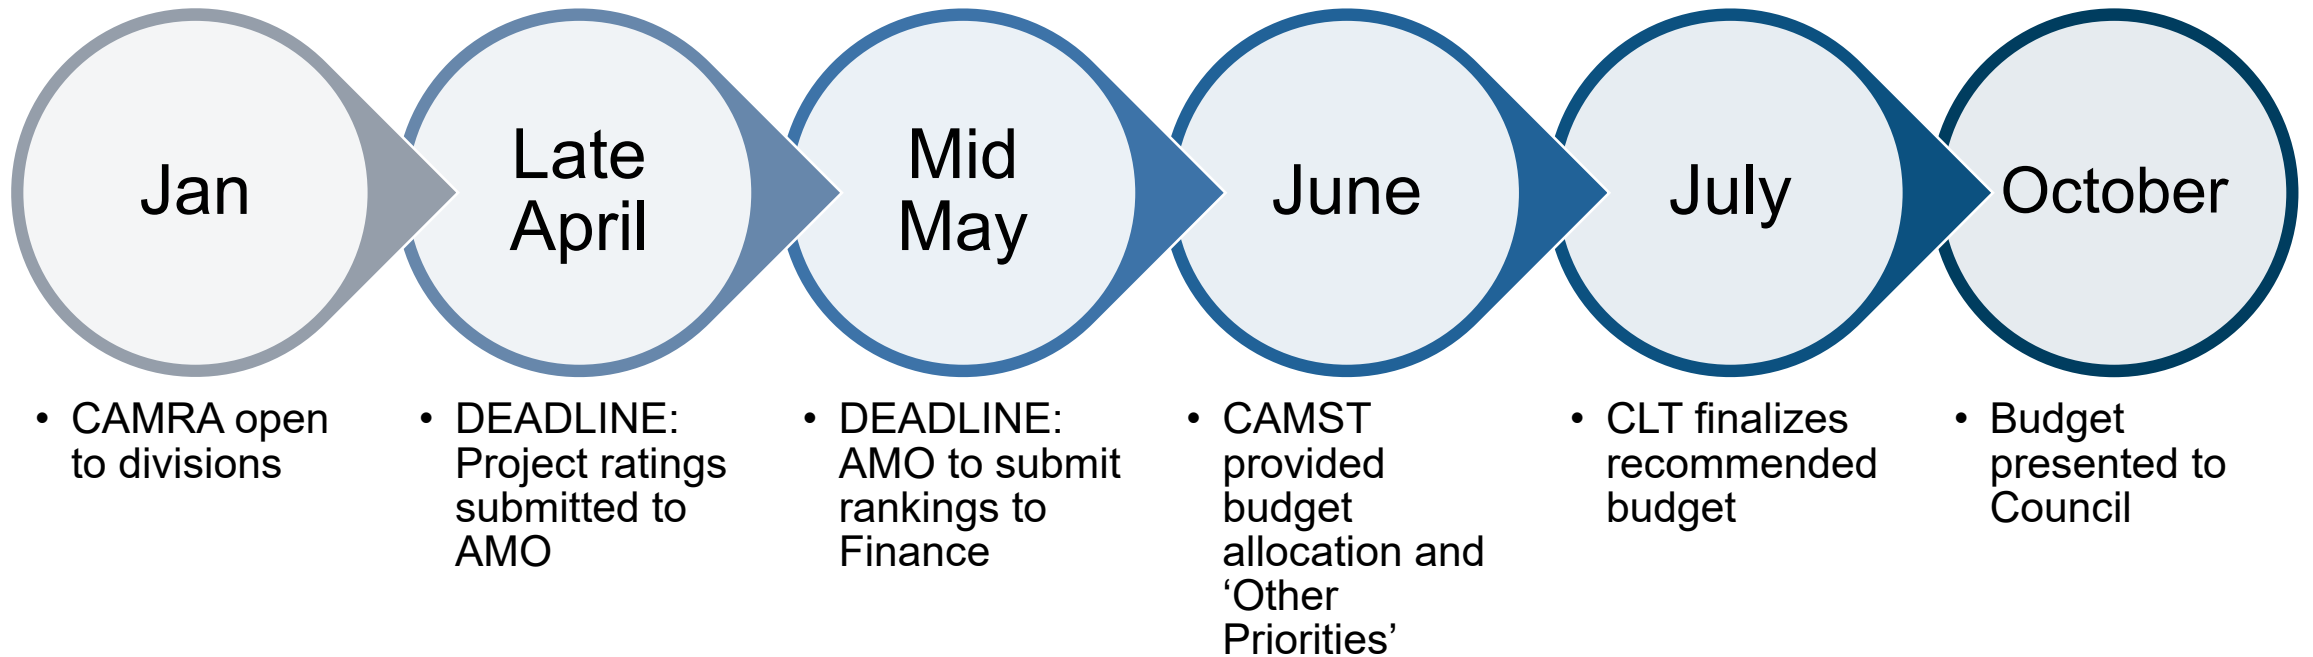 Jan
Late
April
Mid
May
June
July
October
• CAMRA open
to divisions
• DEADLINE:
Project ratings
submitted to
AMO
• DEADLINE:
AMO to submit
rankings to
Finance
• CAMST
provided
budget
allocation and
‘Other
Priorities’
• CLT finalizes
recommended
budget
• Budget
presented to
Council